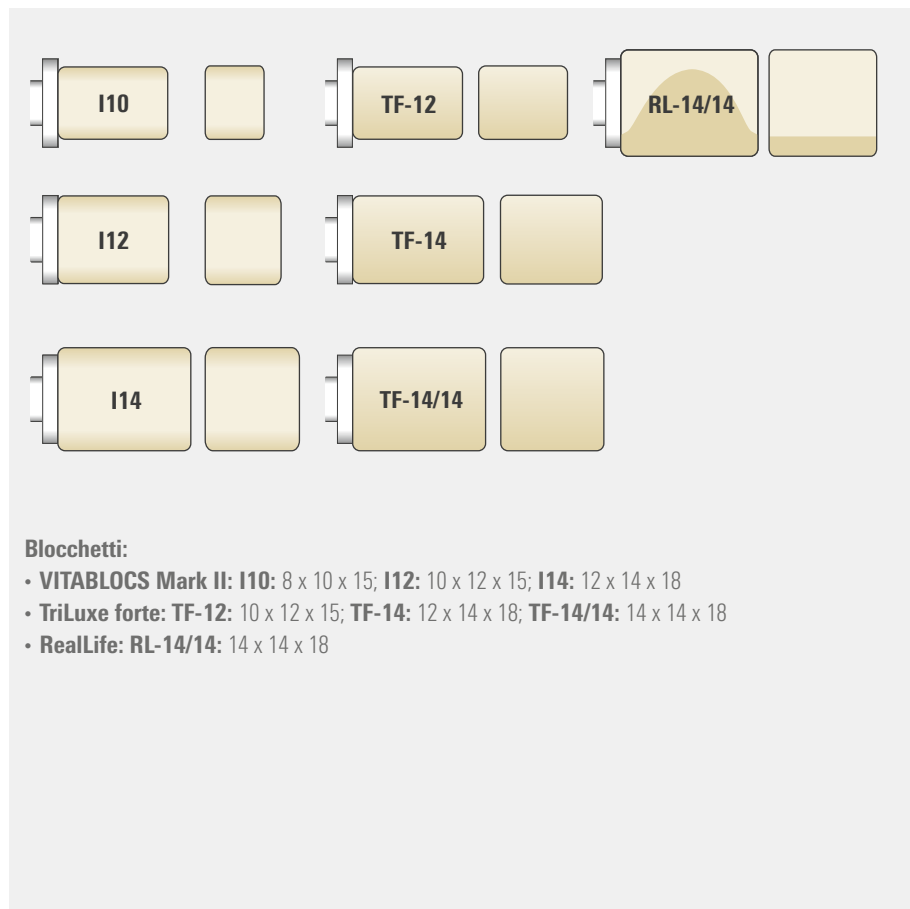 I10
TF-12
RL-14/14
I12
TF-14
I14
TF-14/14
Blocchetti:
• VITABLOCS Mark II: I10: 8 x 10 x 15; I12: 10 x 12 x 15; I14: 12 x 14 x 18
• TriLuxe forte: TF-12: 10 x 12 x 15; TF-14: 12 x 14 x 18; TF-14/14: 14 x 14 x 18
• RealLife: RL-14/14: 14 x 14 x 18